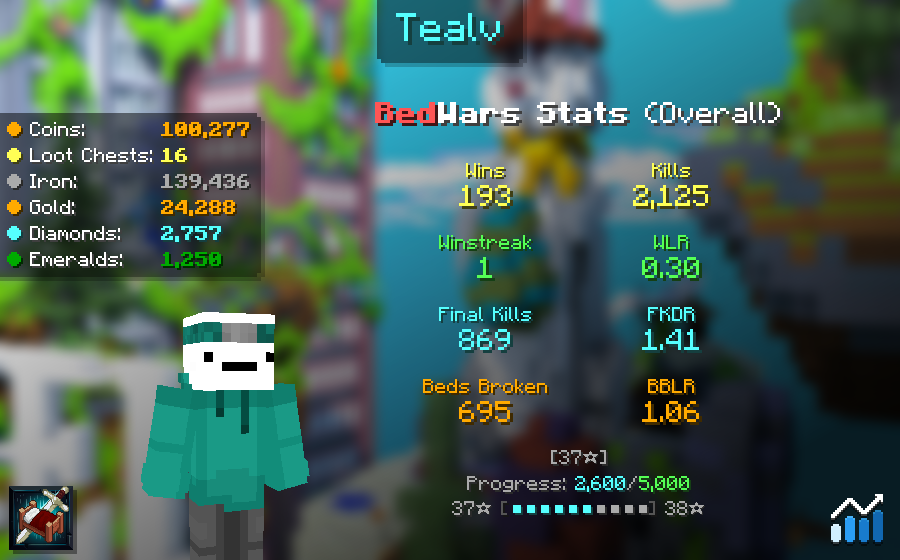 Tealv
BedWars Stats (Overall)
Coins: 100,277
Loot Chests: 16
Iron: 139,436
Gold: 24,288
Diamonds: 2,757
Emeralds: 1,250
Wins Kills
193 2,125
Winstreak WLR
1 0.30
Final Kills FKDR
869 1.41
Beds Broken BBLR
695 1.06
[37☆]
Progress: 2,600/5,000
37☆ [■■■■■■■■■■] 38☆